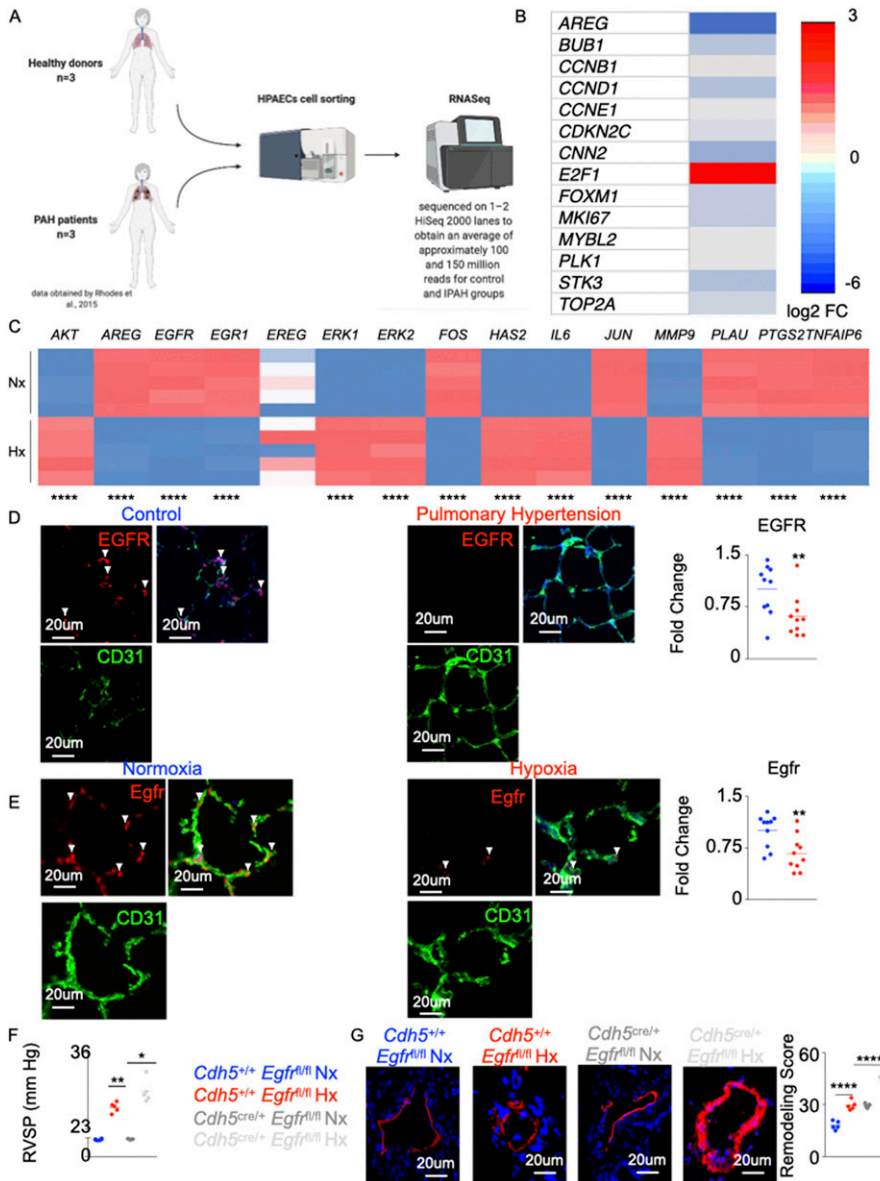 A
Healthy donors
n=3
PAH patients
n=3
data obtained by Rhodes et
al., 2015
HPAECs cell sorting
RNASeq
sequenced on 1–2
HiSeq 2000 lanes to
obtain an average of
approximately 100
and 150 million
reads for control
and IPAH groups
B
AREG
BUB1
CCNB1
CCND1
CCNE1
CDKN2C
CNN2
E2F1
FOXM1
MKI67
MYBL2
PLK1
STK3
TOP2A
3
0
-6
log2 FC
C
AKT AREG EGFR EGR1 EREG ERK1 ERK2 FOS HAS2 IL6 JUN MMP9 PLAU PTGS2 TNFAIP6
Nx
Hx
**** **** **** **** **** **** **** **** **** **** **** **** **** ****
D
Control
EGFR
20um
20um
CD31
20um
Pulmonary Hypertension
EGFR
20um
20um
CD31
20um
EGFR
Fold Change
1.5
0.75
0
**
E
Normoxia
Egfr
20um
20um
CD31
20um
Hypoxia
Egfr
20um
20um
CD31
20um
Egfr
Fold Change
1.5
0.75
0
**
F
RVSP (mm Hg)
36
23
13
**
*
Cdh5+/+ Egfrfl/fl Nx
Cdh5+/+ Egfrfl/fl Hx
Cdh5cre/+ Egfrfl/fl Nx
Cdh5cre/+ Egfrfl/fl Hx
G
Cdh5+/+
Egfrfl/fl Nx
Cdh5+/+
Egfrfl/fl Hx
Cdh5cre/+
Egfrfl/fl Nx
Cdh5cre/+
Egfrfl/fl Hx
20um
20um
20um
20um
Remodeling Score
60
30
0
****
****